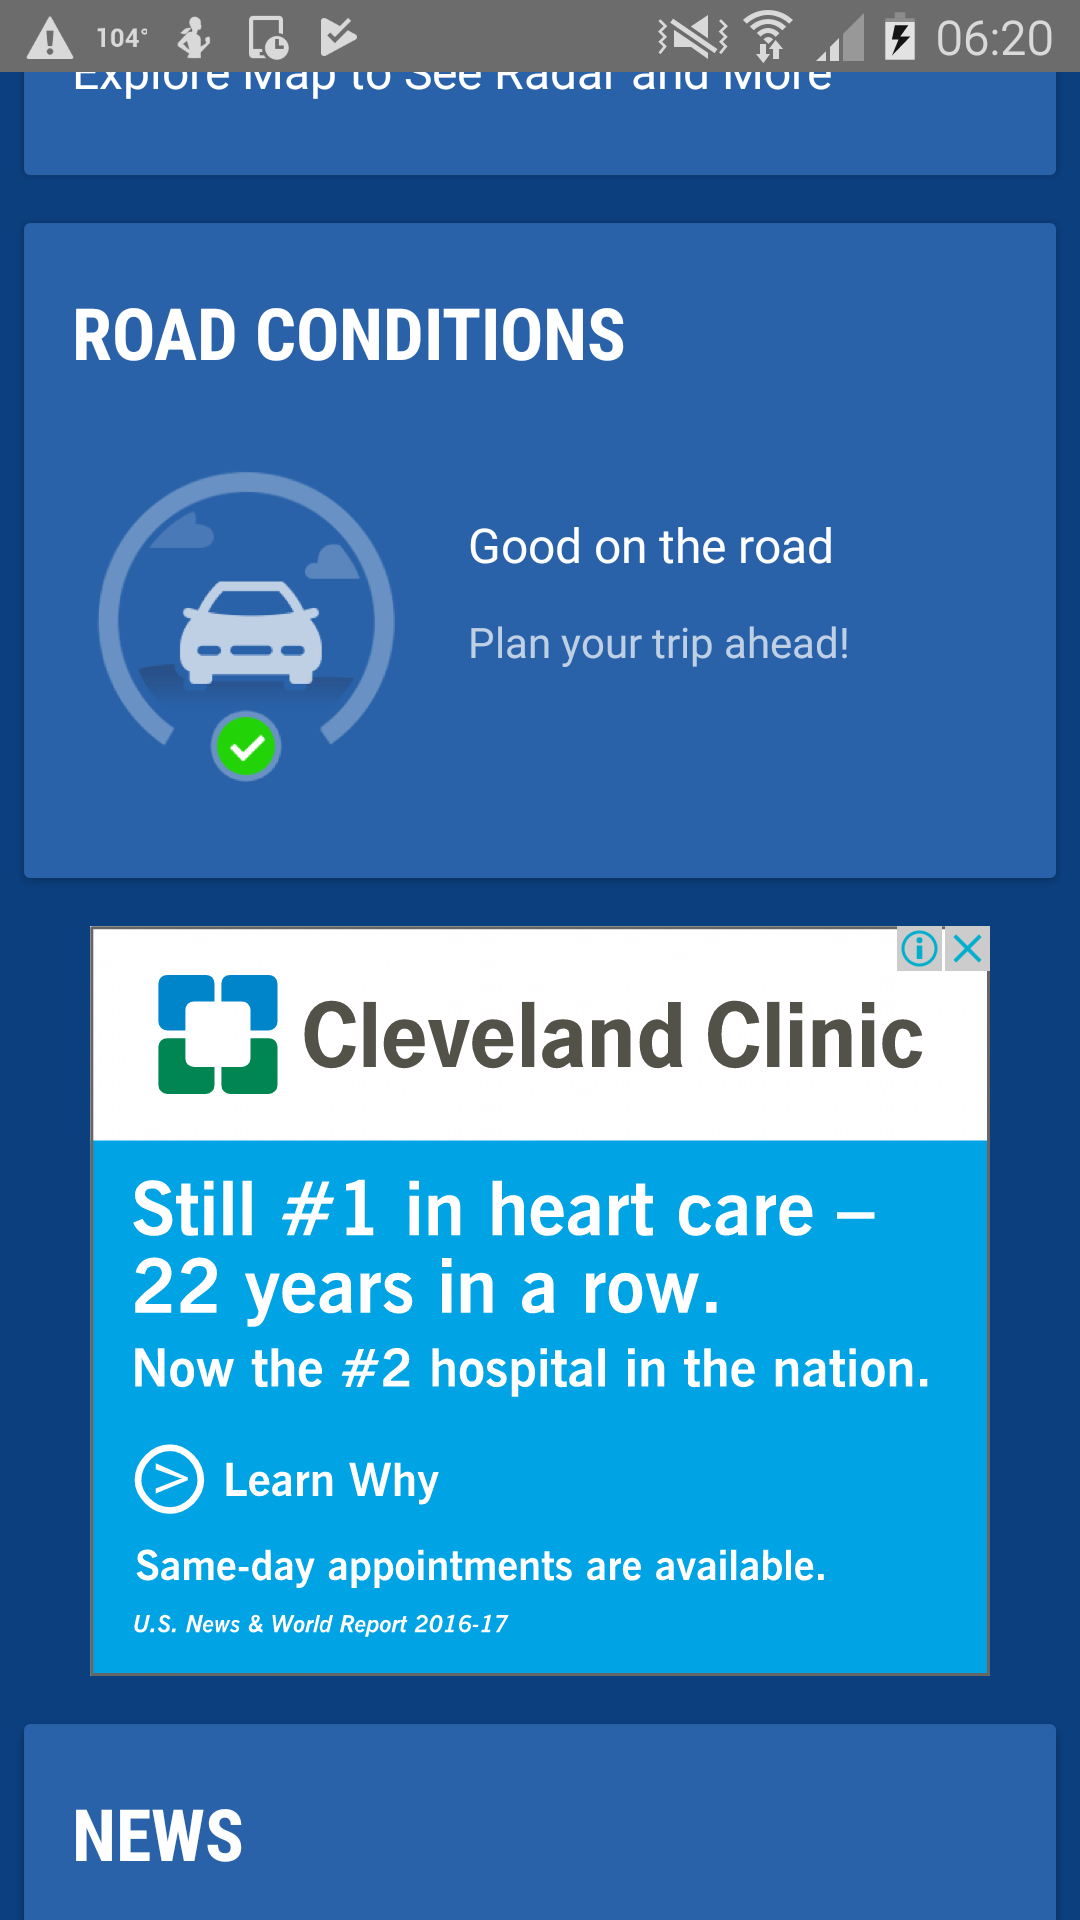 104°
06:20
Explore Map to See Radar and More
ROAD CONDITIONS
Good on the road
Plan your trip ahead!
Cleveland Clinic
Still #1 in heart care –
22 years in a row.
Now the #2 hospital in the nation.
> Learn Why
Same-day appointments are available.
U.S. News & World Report 2016-17
NEWS